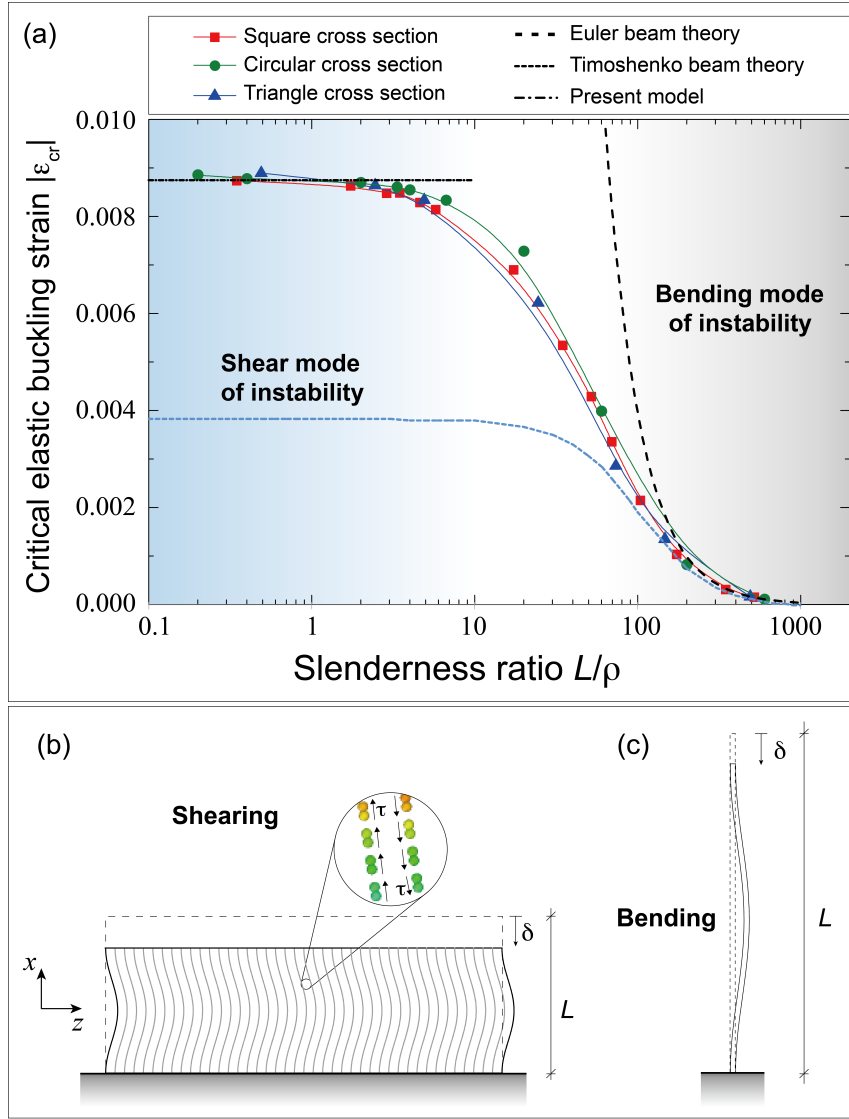 (a)
Square cross section
Circular cross section
Triangle cross section
Euler beam theory
Timoshenko beam theory
Present model
Critical elastic buckling strain |ε_cr|
0.010
0.008
0.006
0.004
0.002
0.000
Shear mode
of instability
Bending mode
of instability
0.1 1 10 100 1000
Slenderness ratio L/ρ
(b)
Shearing
τ
τ
δ
L
x
z
(c)
δ
Bending
L